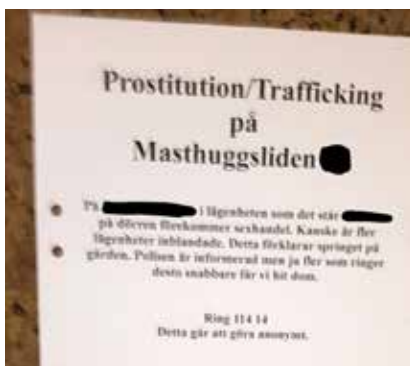 Prostitution/Trafficking
på
Masthuggsliden
På i lägenheten som det står
på dörren förekommer sexhandel. Kanske är fler
lägenheter inblandade. Detta förklarar springet på
gården. Polisen är informerad men ju fler som ringer
desto snabbare får vi hit dom.
Ring 114 14
Detta går att göra anonymt.